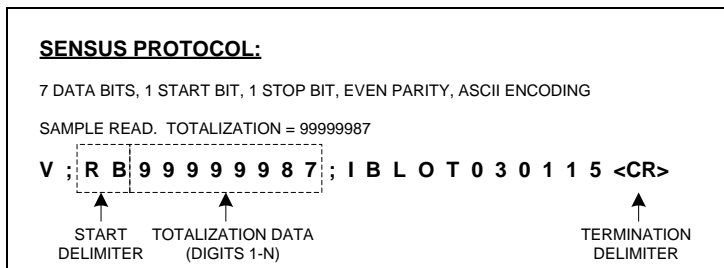 SENSUS PROTOCOL:
7 DATA BITS, 1 START BIT, 1 STOP BIT, EVEN PARITY, ASCII ENCODING
SAMPLE READ. TOTALIZATION = 99999987
V ; R B 9 9 9 9 9 9 8 7 ; I B L O T 0 3 0 1 1 5 <CR>
START DELIMITER
TOTALIZATION DATA (DIGITS 1-N)
TERMINATION DELIMITER